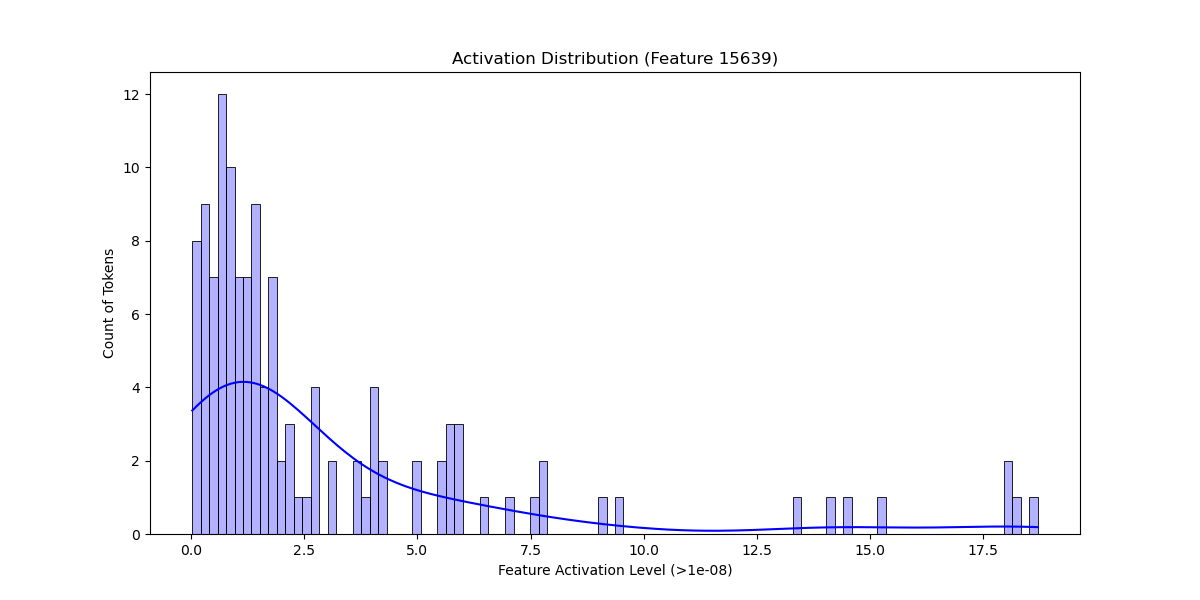 Activation Distribution (Feature 15639)
12
10
8
6
4
2
0
Count of Tokens
0.0 2.5 5.0 7.5 10.0 12.5 15.0 17.5
Feature Activation Level (>1e-08)